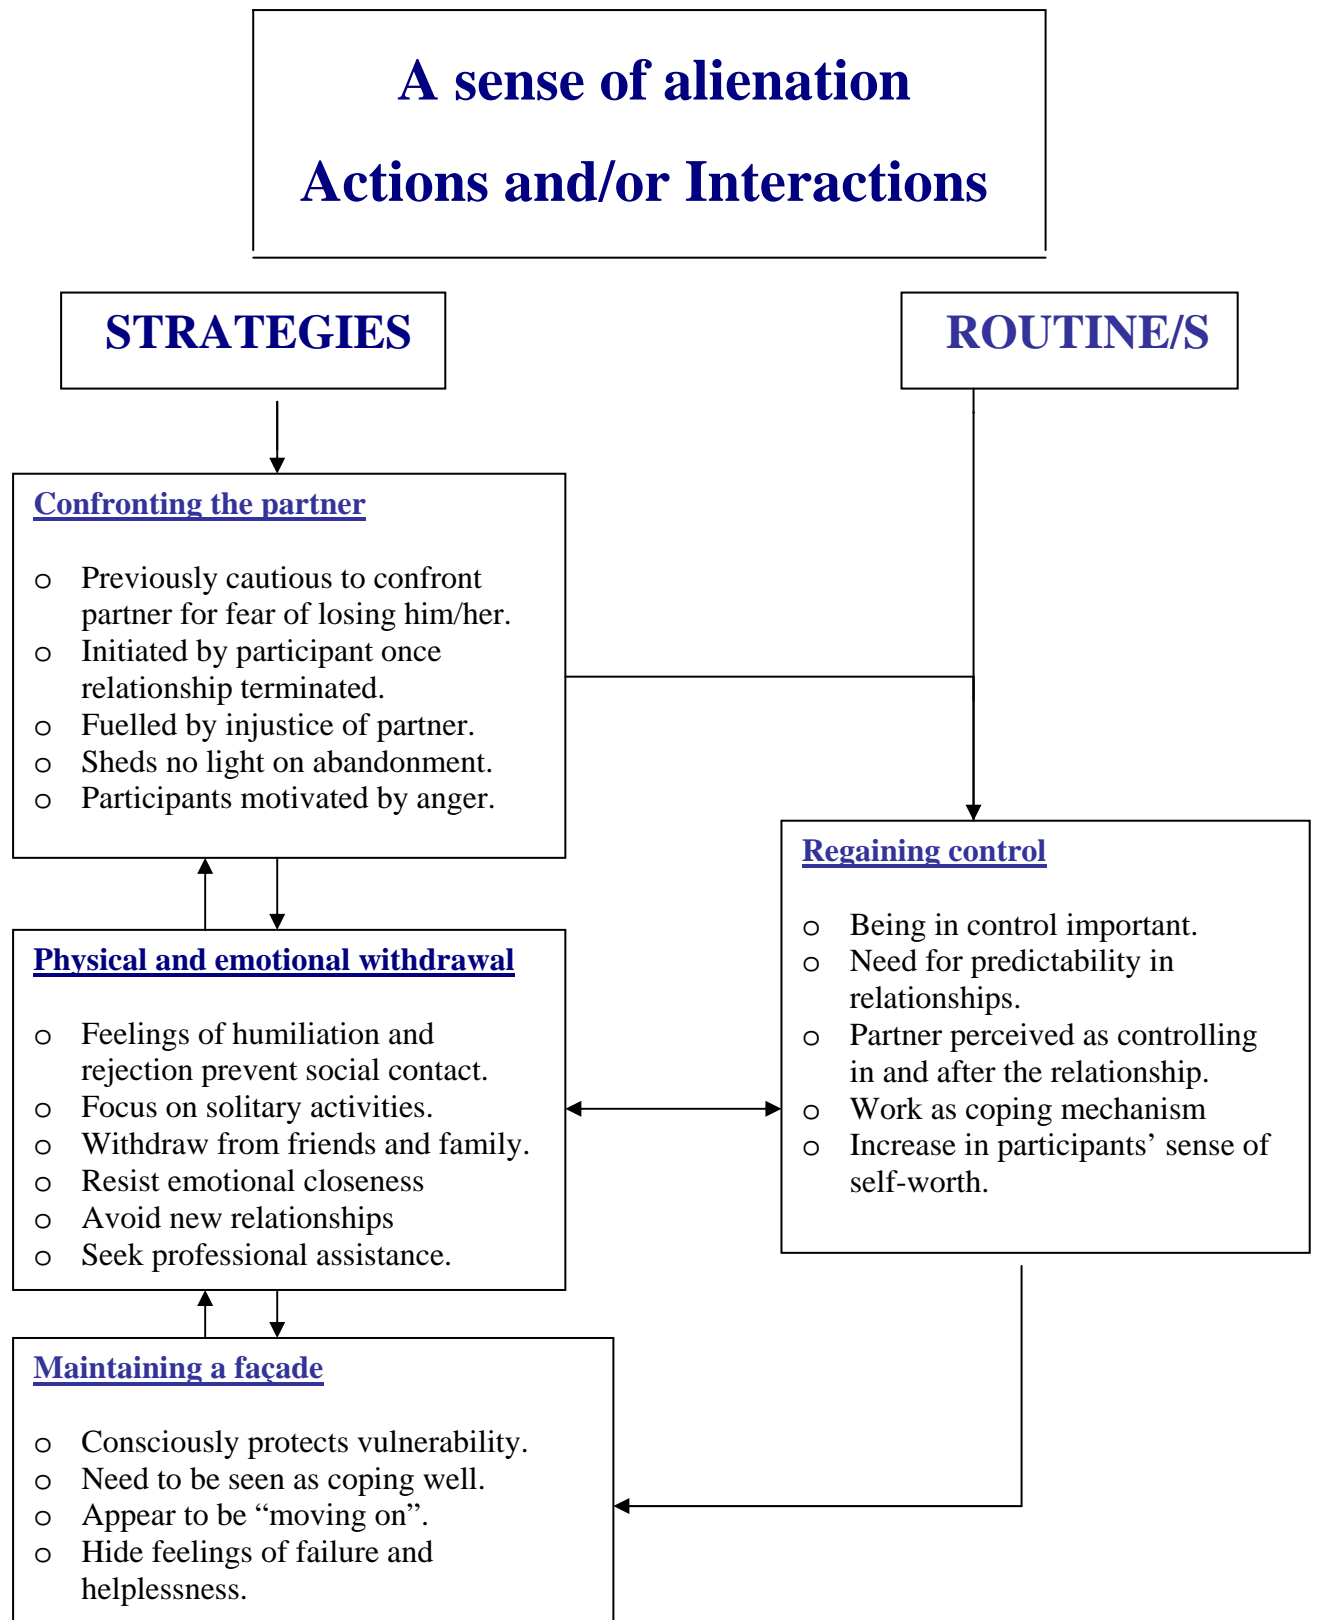 A sense of alienation
Actions and/or Interactions
STRATEGIES
ROUTINE/S
Confronting the partner
o Previously cautious to confront
partner for fear of losing him/her.
o Initiated by participant once
relationship terminated.
o Fuelled by injustice of partner.
o Sheds no light on abandonment.
o Participants motivated by anger.
Regaining control
o Being in control important.
o Need for predictability in
relationships.
o Partner perceived as controlling
in and after the relationship.
o Work as coping mechanism
o Increase in participants’ sense of
self-worth.
Physical and emotional withdrawal
o Feelings of humiliation and
rejection prevent social contact.
o Focus on solitary activities.
o Withdraw from friends and family.
o Resist emotional closeness
o Avoid new relationships
o Seek professional assistance.
Maintaining a façade
o Consciously protects vulnerability.
o Need to be seen as coping well.
o Appear to be “moving on”.
o Hide feelings of failure and
helplessness.